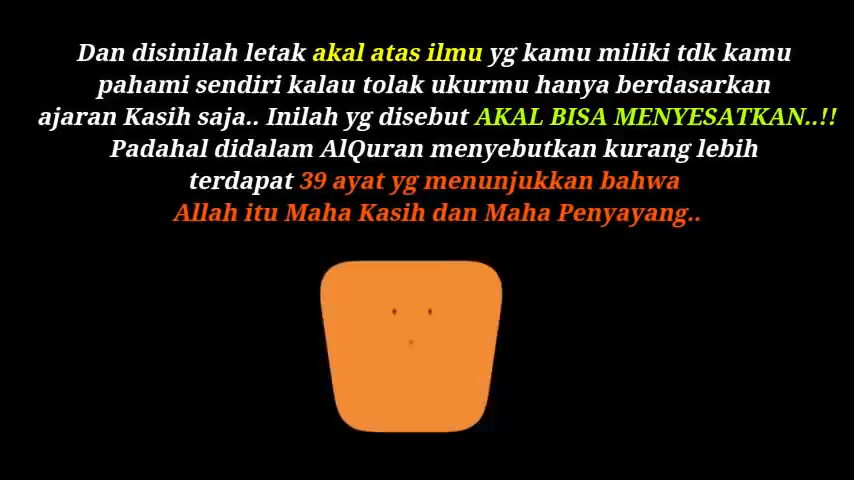 Dan disinilah letak akal atas ilmu yg kamu miliki tdk kamu
pahami sendiri kalau tolak ukurmu hanya berdasarkan
ajaran Kasih saja.. Inilah yg disebut AKAL BISA MENYESATKAN..!!
Padahal didalam AlQuran menyebutkan kurang lebih
terdapat 39 ayat yg menunjukkan bahwa
Allah itu Maha Kasih dan Maha Penyayang..